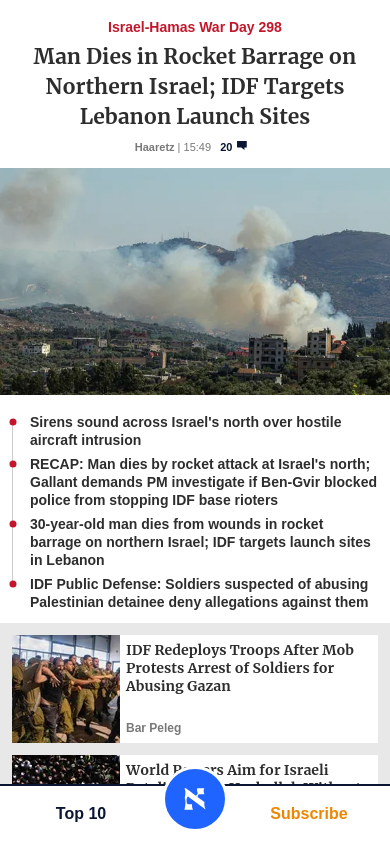 Israel-Hamas War Day 298
Man Dies in Rocket Barrage on
Northern Israel; IDF Targets
Lebanon Launch Sites
Haaretz | 15:49 20
Sirens sound across Israel's north over hostile
aircraft intrusion
RECAP: Man dies by rocket attack at Israel's north;
Gallant demands PM investigate if Ben-Gvir blocked
police from stopping IDF base rioters
30-year-old man dies from wounds in rocket
barrage on northern Israel; IDF targets launch sites
in Lebanon
IDF Public Defense: Soldiers suspected of abusing
Palestinian detainee deny allegations against them
IDF Redeploys Troops After Mob
Protests Arrest of Soldiers for
Abusing Gazan
Bar Peleg
World Aim for Israeli
Top 10
Subscribe